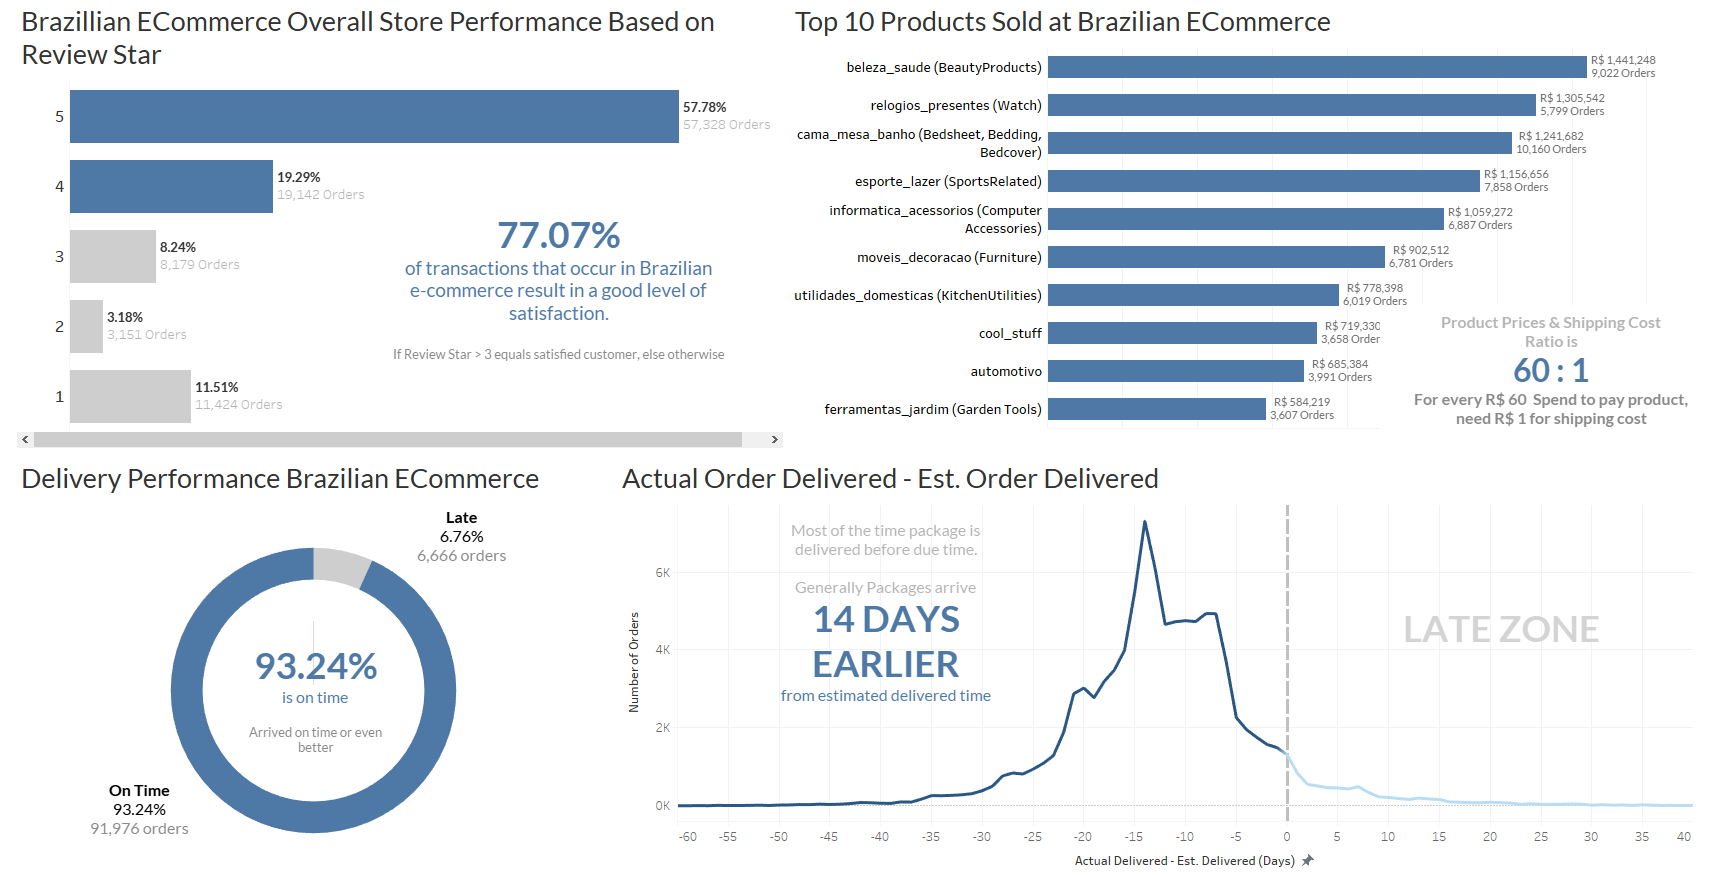 Brazillian ECommerce Overall Store Performance Based on
Review Star
5
57.78%
57,328 Orders
4
19.29%
19,142 Orders
3
8.24%
8,179 Orders
2
3.18%
3,151 Orders
1
11.51%
11,424 Orders
77.07%
of transactions that occur in Brazilian
e-commerce result in a good level of
satisfaction.
If Review Star > 3 equals satisfied customer, else otherwise
Top 10 Products Sold at Brazilian ECommerce
beleza_saude (BeautyProducts)
R$ 1,441,248
9,022 Orders
relogios_presentes (Watch)
R$ 1,305,542
5,799 Orders
cama_mesa_banho (Bedsheet, Bedding,
Bedcover)
R$ 1,241,682
10,160 Orders
esporte_lazer (SportsRelated)
R$ 1,156,656
7,858 Orders
informatica_acessorios (Computer
Accessories)
R$ 1,059,272
6,887 Orders
moveis_decoracao (Furniture)
R$ 902,512
6,781 Orders
utilidades_domesticas (KitchenUtilities)
R$ 778,398
6,019 Orders
cool_stuff
R$ 719,330
3,658 Order
automotivo
R$ 685,384
3,991 Orders
ferramentas_jardim (Garden Tools)
R$ 584,219
3,607 Orders
Product Prices & Shipping Cost
Ratio is
60 : 1
For every R$ 60 Spend to pay product,
need R$ 1 for shipping cost
Delivery Performance Brazilian ECommerce
Late
6.76%
6,666 orders
93.24%
is on time
Arrived on time or even
better
On Time
93.24%
91,976 orders
Actual Order Delivered - Est. Order Delivered
Most of the time package is
delivered before due time.
Generally Packages arrive
14 DAYS
EARLIER
from estimated delivered time
LATE ZONE
Number of Orders
6K
4K
2K
0K
-60 -55 -50 -45 -40 -35 -30 -25 -20 -15 -10 -5 0 5 10 15 20 25 30 35 40
Actual Delivered - Est. Delivered (Days)